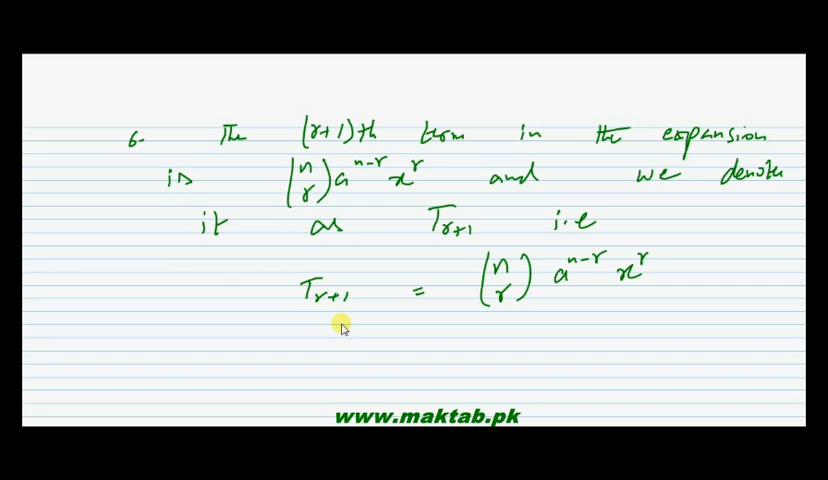 6- The (r+1)th term in the expansion
is (n r) a^{n-r} x^r and we denote
it as T_{r+1} i.e
T_{r+1} = (n r) a^{n-r} x^r
www.maktab.pk